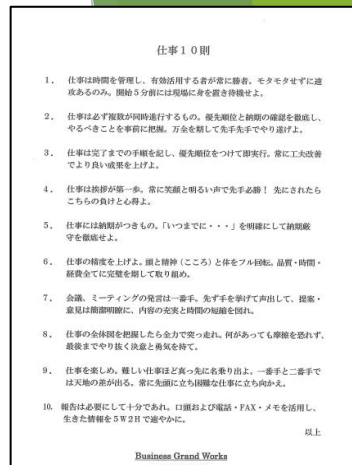 仕事10則
1. 仕事は時間を管理し、有効活用する者が常に勝者。モタモタせずに速
攻あるのみ。開始5分前には現場に身を置き待機せよ。
2. 仕事は必ず複数が同時進行するもの。優先順位と納期の確認を徹底し、
やるべきことを事前に把握。万全を期して先手先手でやり遂げよ。
3. 仕事は完了までの手順を記し、優先順位をつけて即実行。常に工夫改善
でより良い成果を上げよ。
4. 仕事は挨拶が第一歩。常に笑顔と明るい声で先手必勝! 先にされたら
こちらの負けと心得よ。
5. 仕事には納期がつきもの。「いつまでに・・・」を明確にして納期厳
守を徹底せよ。
6. 仕事の精度を上げよ。頭と精神(こころ)と体をフル回転。品質・時間・
経費全てに完璧を期して取り組め。
7. 会議、ミーティングの発言は一番手。先ず手を挙げて声出して、提案・
意見は簡潔明瞭に、内容の充実と時間の短縮を図れ。
8. 仕事の全体図を把握したら全力で突っ走れ。何があっても摩擦を恐れず、
最後までやり抜く決意と勇気を持て。
9. 仕事を楽しめ。難しい仕事ほど真っ先に名乗り出よ。一番手と二番手で
は天地の差が出る。常に先頭に立ち困難な仕事に立ち向かえ。
10. 報告は必要にして十分であれ。口頭および電話・FAX・メモを活用し、
生きた情報を5W2Hで速やかに。
以上
Business Grand Works